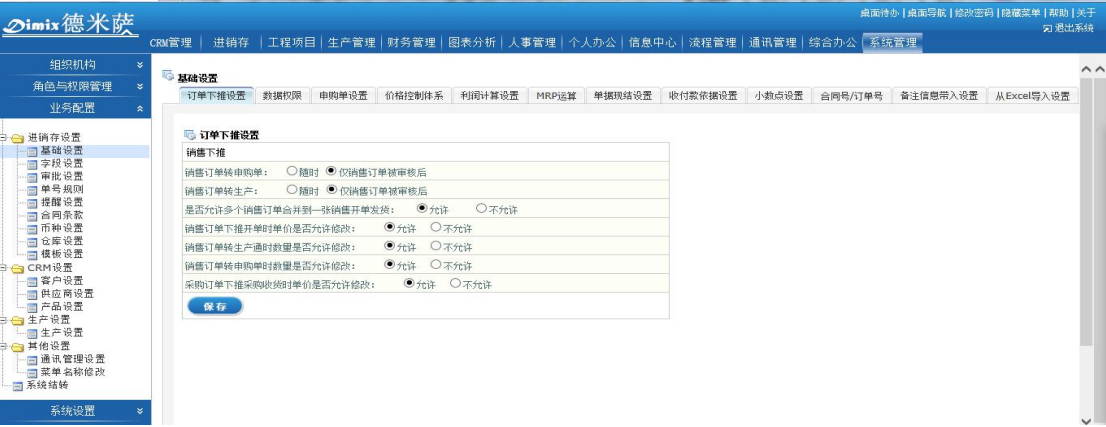 桌面待办 | 桌面导航 | 修改密码 | 隐藏菜单 | 帮助 | 关于
Dimix德米萨
退出系统
CRM管理 | 进销存 | 工程项目 | 生产管理 | 财务管理 | 图表分析 | 人事管理 | 个人办公 | 信息中心 | 流程管理 | 通讯管理 | 综合办公 | 系统管理
组织机构
角色与权限管理
业务配置
进销存设置
基础设置
字段设置
审批设置
单号规则
提醒设置
合同条款
币种设置
仓库设置
模板设置
CRM设置
客户设置
供应商设置
产品设置
生产设置
生产设置
其他设置
通讯管理设置
菜单名称修改
系统结转
系统设置
基础设置
订单下推设置 数据权限 申购单设置 价格控制体系 利润计算设置 MRP运算 单据现结设置 收付款依据设置 小数点设置 合同号/订单号 备注信息带入设置 从Excel导入设置
订单下推设置
销售下推
销售订单转申购单： 随时 仅销售订单被审核后
销售订单转生产： 随时 仅销售订单被审核后
是否允许多个销售订单合并到一张销售开单发货： 允许 不允许
销售订单下推开单时单价是否允许修改： 允许 不允许
销售订单转生产通时数量是否允许修改： 允许 不允许
销售订单转申购单时数量是否允许修改： 允许 不允许
采购订单下推采购收货时单价是否允许修改： 允许 不允许
保存